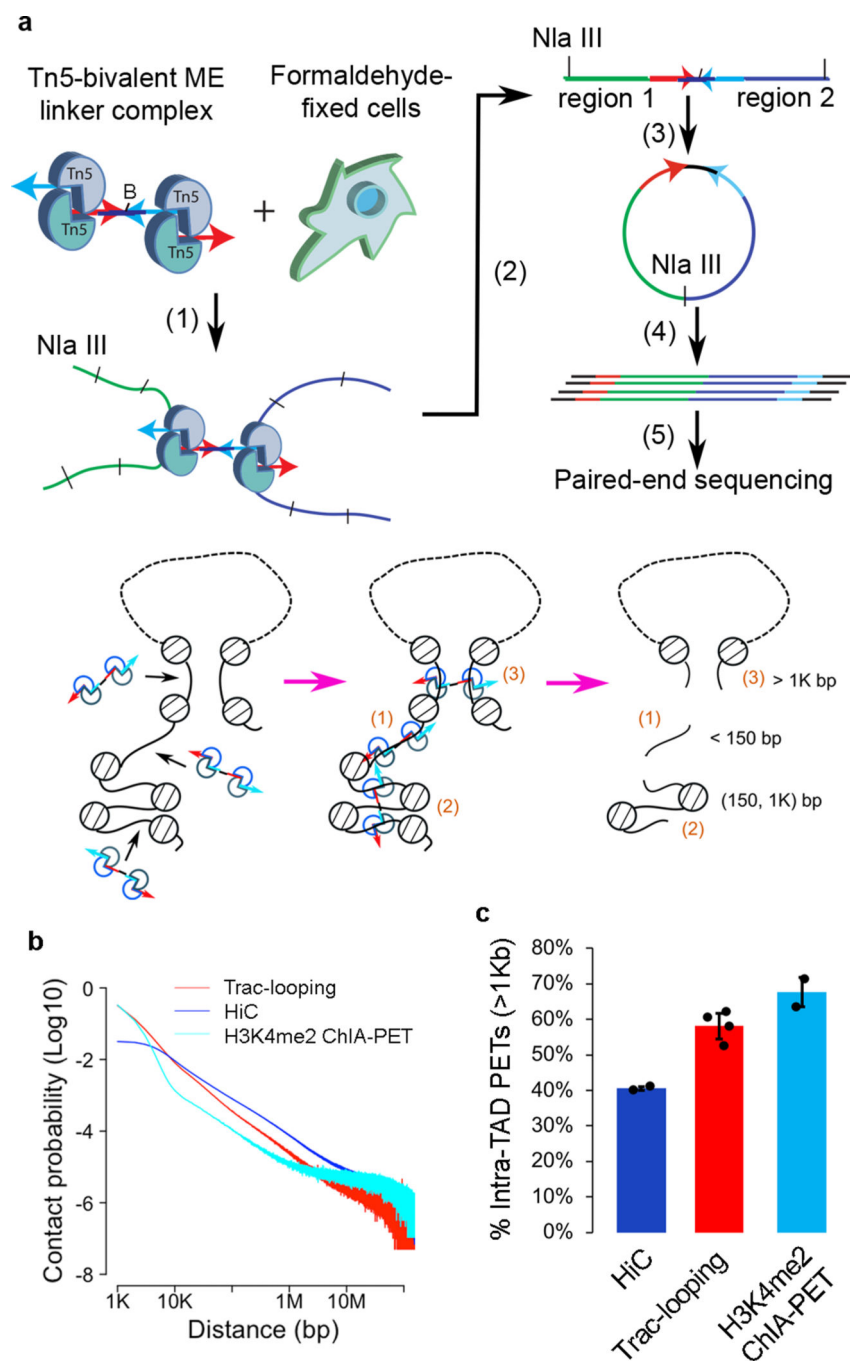 a
Tn5-bivalent ME
linker complex
Formaldehyde-
fixed cells
Tn5
B
Tn5
Tn5
Tn5
+
(1)
Nla III
(2)
Nla III
region 1
region 2
(3)
Nla III
(4)
(5)
Paired-end sequencing
(1)
(2)
(3)
(3) > 1K bp
(1)
< 150 bp
(150, 1K) bp
(2)
b
Trac-looping
HiC
H3K4me2 ChIA-PET
Contact probability (Log10)
0
-2
-4
-6
-8
1K
10K
1M
10M
Distance (bp)
c
% Intra-TAD PETs (>1Kb)
80%
70%
60%
50%
40%
30%
20%
10%
0%
HiC
Trac-looping
H3K4me2
ChIA-PET